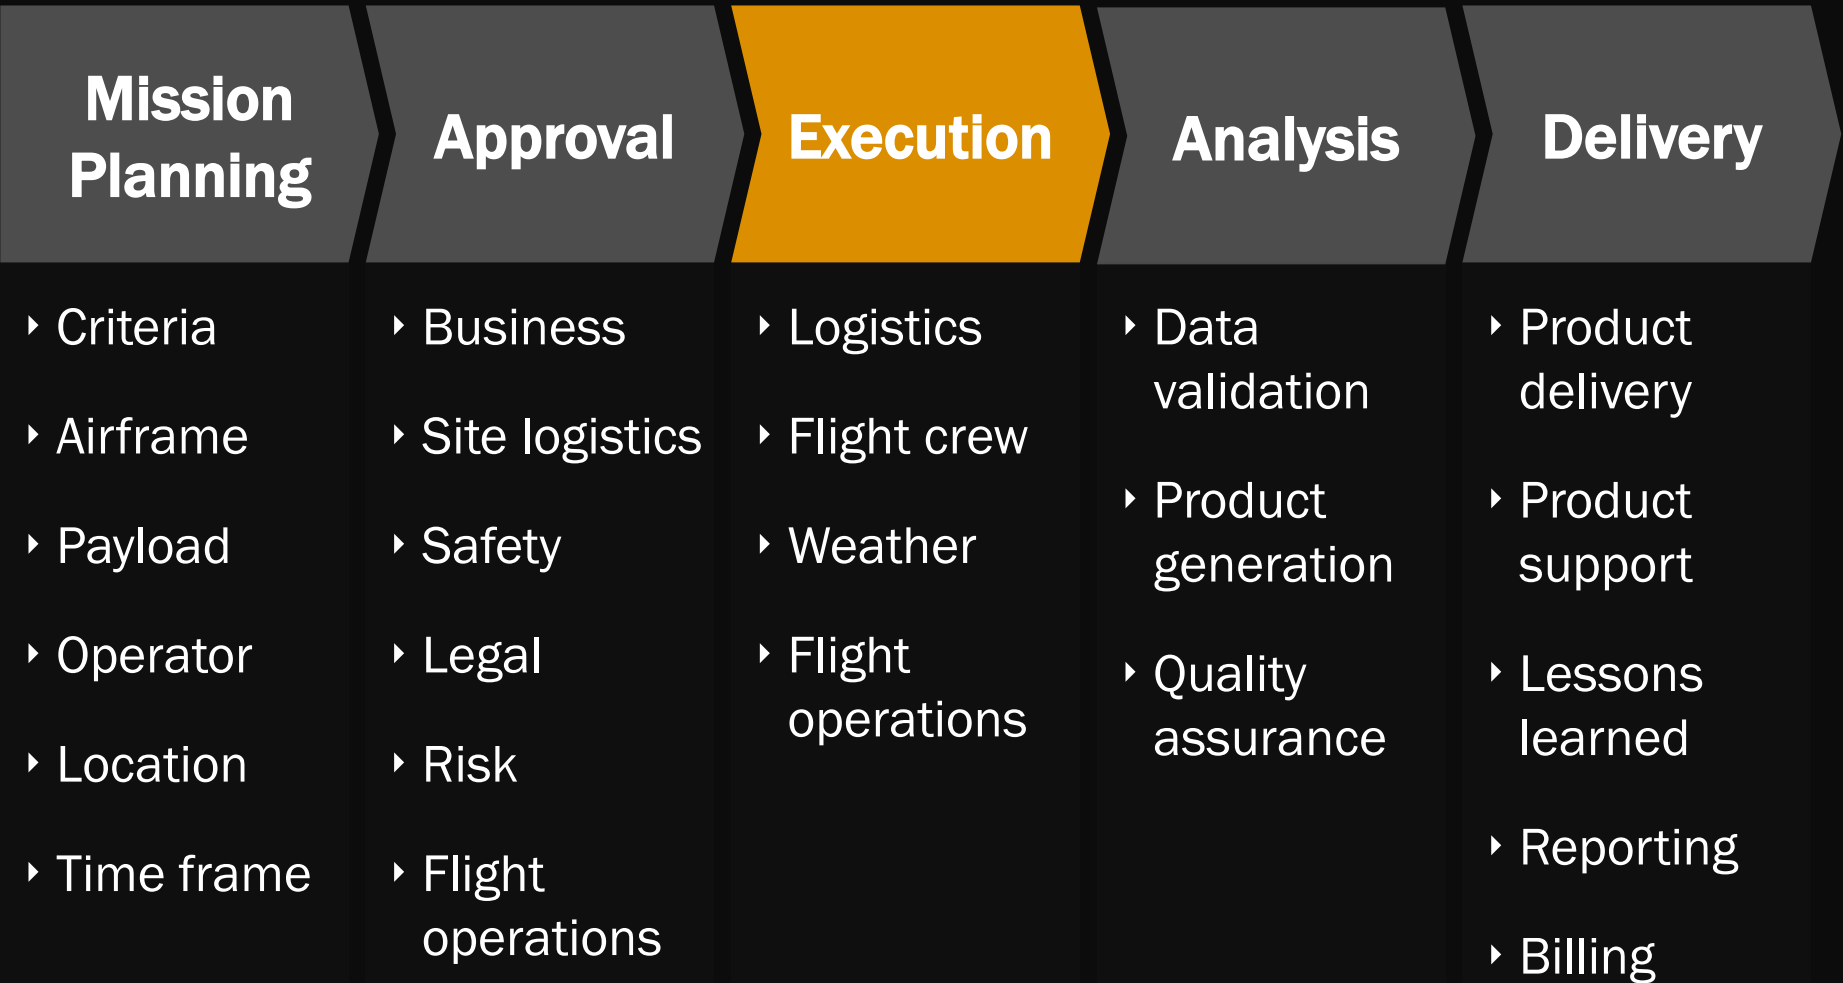 Mission
Planning
Approval
Execution
Analysis
Delivery
‣ Criteria
‣ Airframe
‣ Payload
‣ Operator
‣ Location
‣ Time frame
‣ Business
‣ Site logistics
‣ Safety
‣ Legal
‣ Risk
‣ Flight
operations
‣ Logistics
‣ Flight crew
‣ Weather
‣ Flight
operations
‣ Data
validation
‣ Product
generation
‣ Quality
assurance
‣ Product
delivery
‣ Product
support
‣ Lessons
learned
‣ Reporting
‣ Billing